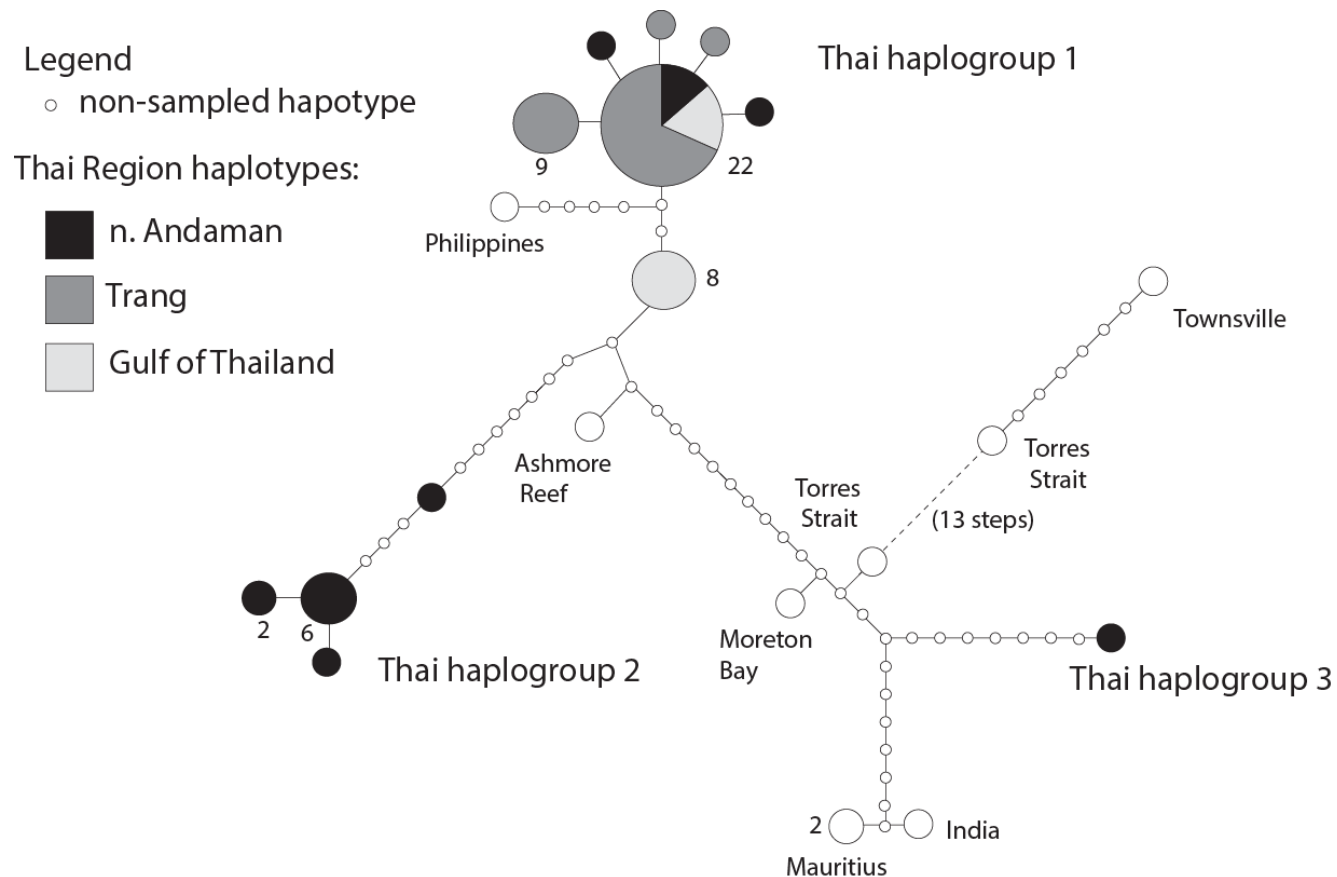 Legend
non-sampled hapotype
Thai Region haplotypes:
n. Andaman
Trang
Gulf of Thailand
Thai haplogroup 1
9
22
Philippines
8
Townsville
Ashmore
Reef
Torres
Strait
Torres
Strait
(13 steps)
2
6
Thai haplogroup 2
Moreton
Bay
Thai haplogroup 3
2
India
Mauritius